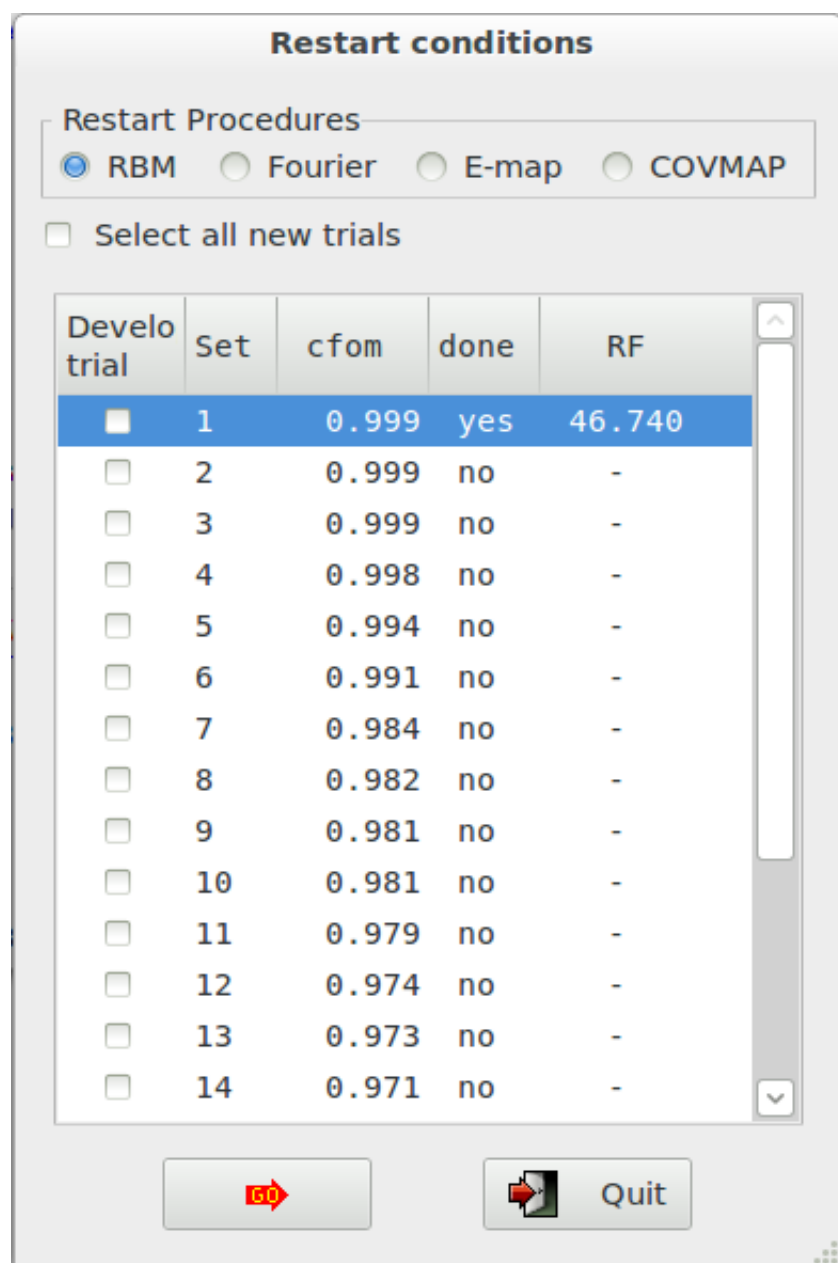 Restart conditions
Restart Procedures
RBM Fourier E-map COVMAP
Select all new trials
Develo trial Set cfom done RF
1 0.999 yes 46.740
2 0.999 no -
3 0.999 no -
4 0.998 no -
5 0.994 no -
6 0.991 no -
7 0.984 no -
8 0.982 no -
9 0.981 no -
10 0.981 no -
11 0.979 no -
12 0.974 no -
13 0.973 no -
14 0.971 no -
GO Quit